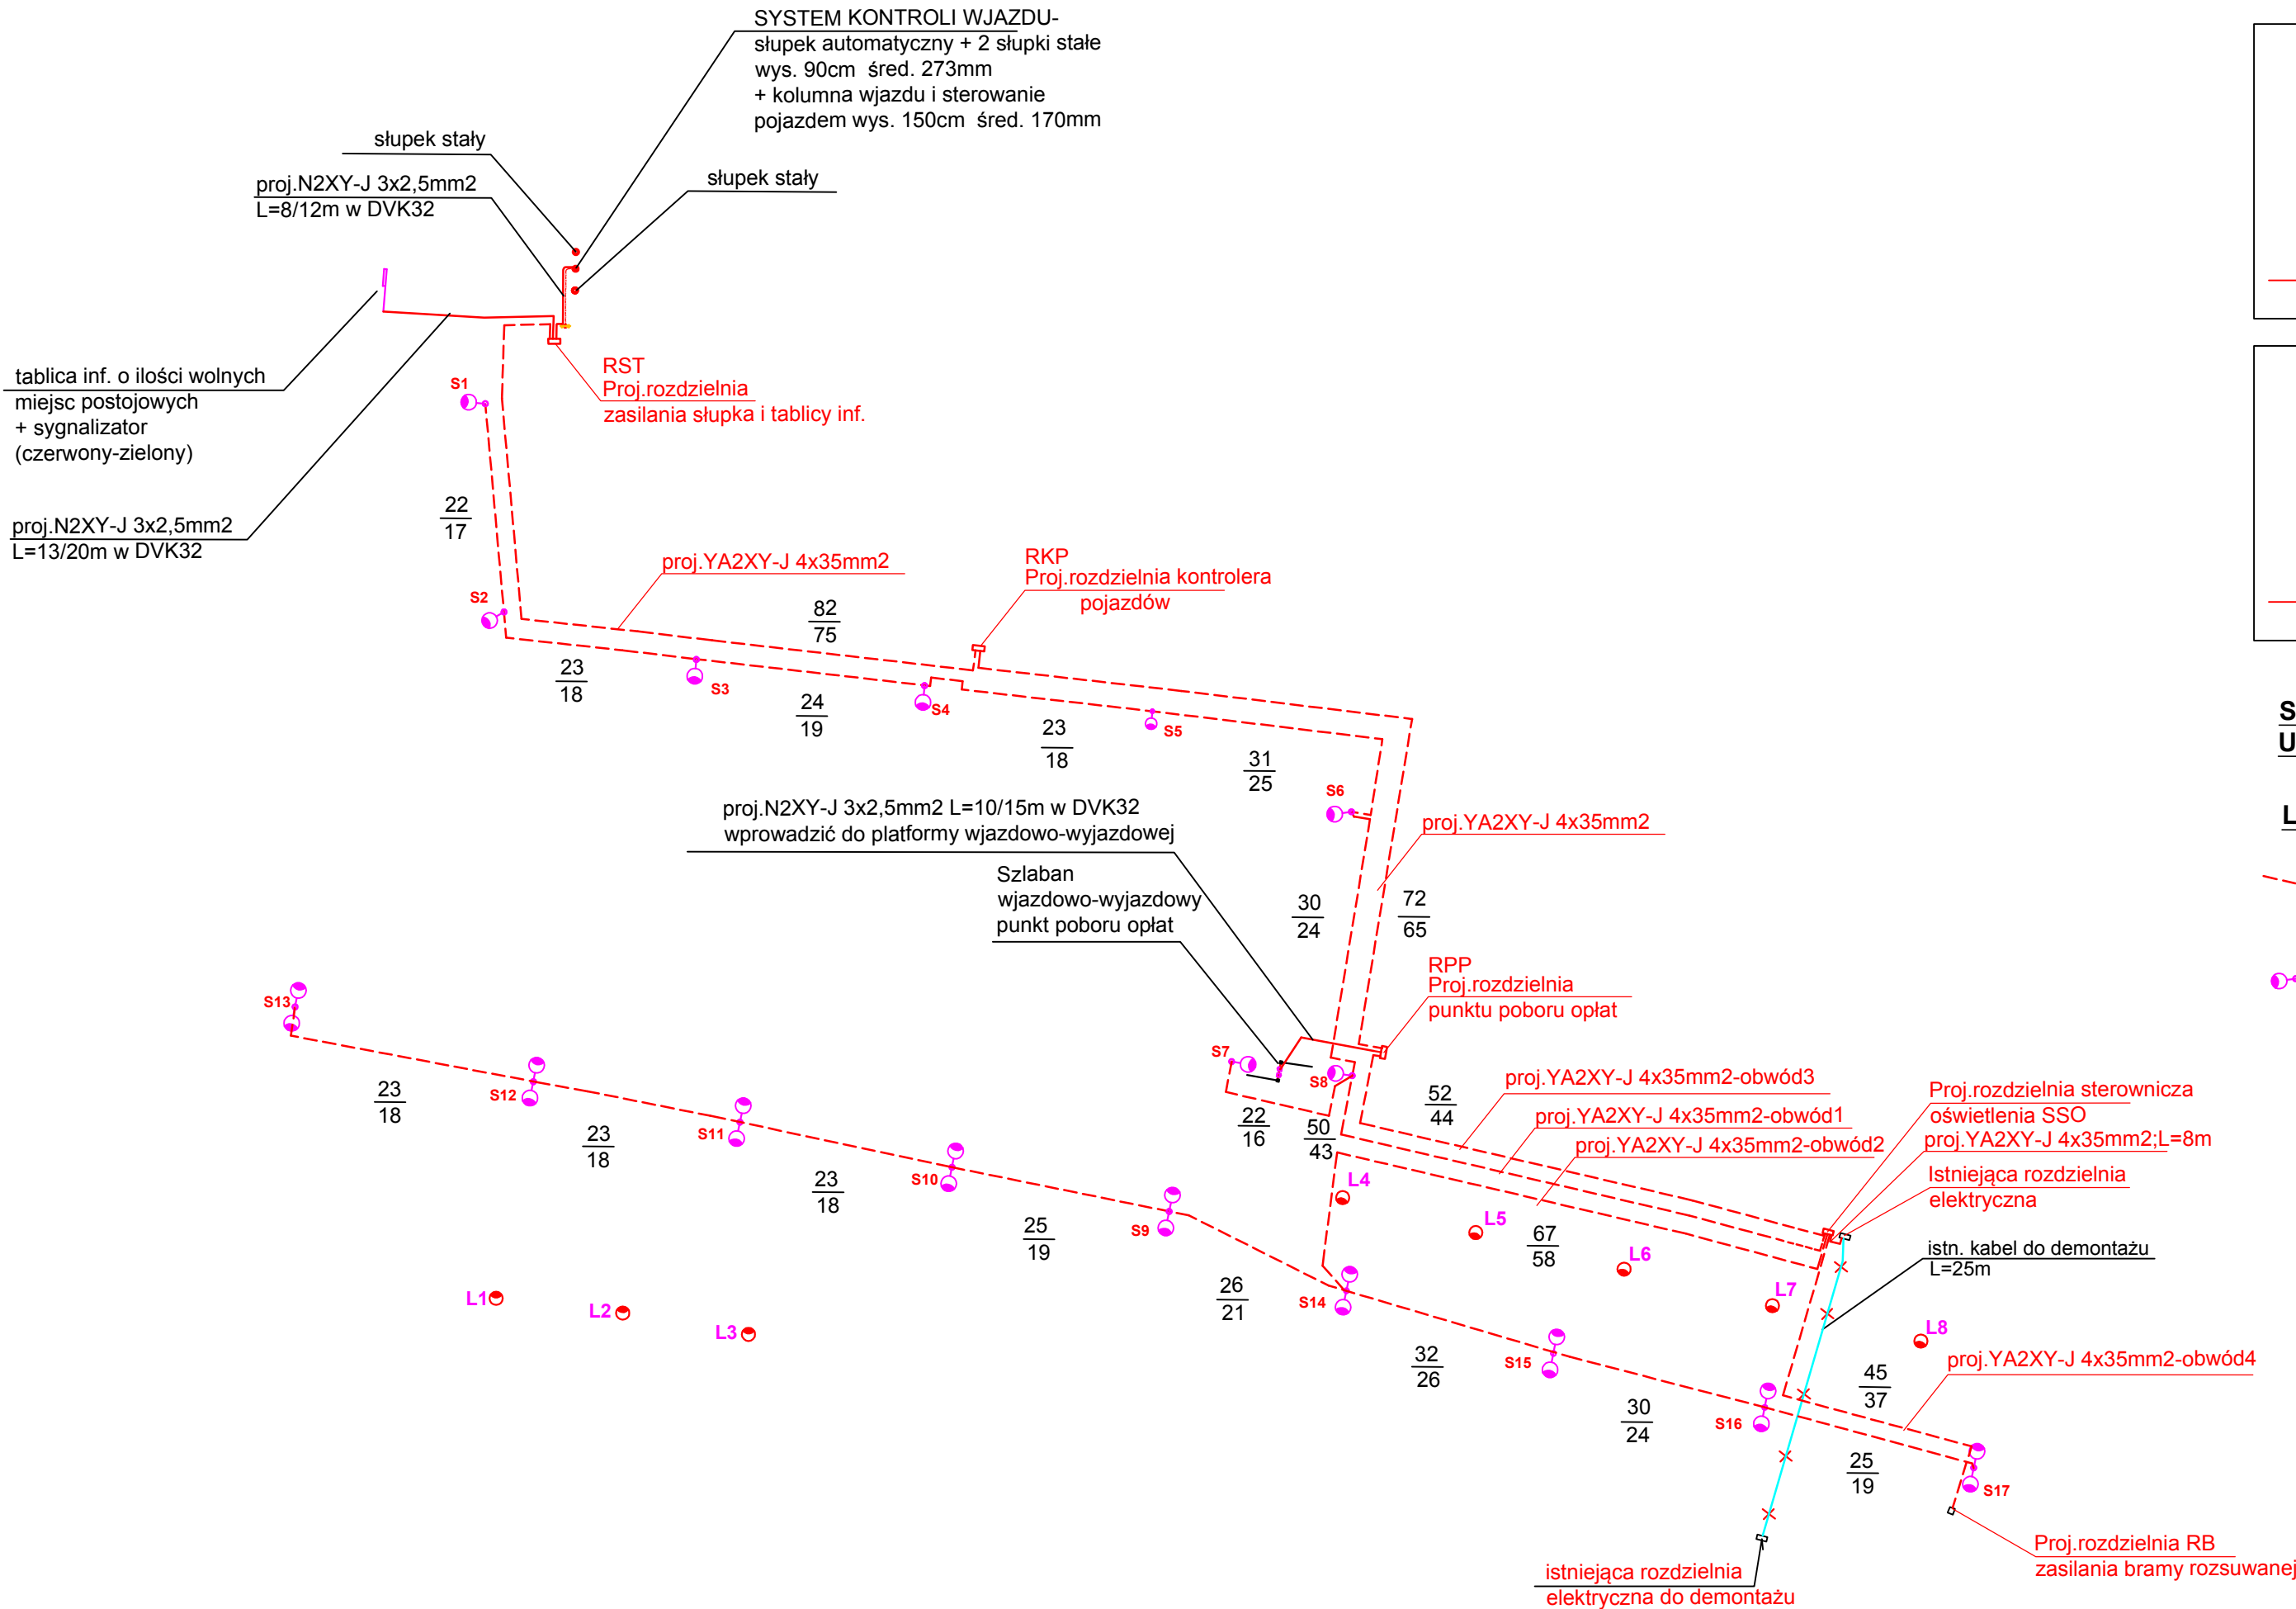 SYSTEM KONTROLI WJAZDU-
słupek automatyczny + 2 słupki stałe
wys. 90cm  śred. 273mm
+ kolumna wjazdu i sterowanie
pojazdem wys. 150cm  śred. 170mm
słupek stały
proj.N2XY-J 3x2,5mm2
L=8/12m w DVK32
słupek stały
tablica inf. o ilości wolnych
miejsc postojowych
+ sygnalizator
(czerwony-zielony)
RST
Proj.rozdzielnia
zasilania słupka i tablicy inf.
S1
22
17
proj.N2XY-J 3x2,5mm2
L=13/20m w DVK32
S2
proj.YA2XY-J 4x35mm2
82
75
RKP
Proj.rozdzielnia kontrolera
pojazdów
23
18
S3
24
19
S4
23
18
S5
31
25
S6
S
U
L
proj.N2XY-J 3x2,5mm2 L=10/15m w DVK32
wprowadzić do platformy wjazdowo-wyjazdowej
proj.YA2XY-J 4x35mm2
Szlaban
wjazdowo-wyjazdowy
punkt poboru opłat
30
24
72
65
RPP
Proj.rozdzielnia
punktu poboru opłat
S13
S7
S8
23
18
S12
23
18
S11
23
18
S10
25
19
S9
22
16
50
43
52
44
proj.YA2XY-J 4x35mm2-obwód3
proj.YA2XY-J 4x35mm2-obwód1
proj.YA2XY-J 4x35mm2-obwód2
Proj.rozdzielnia sterownicza
oświetlenia SSO
proj.YA2XY-J 4x35mm2;L=8m
Istniejąca rozdzielnia
elektryczna
istn. kabel do demontażu
L=25m
L4
L5
67
58
L6
L7
L8
L1
L2
L3
26
21
S14
32
26
S15
30
24
S16
45
37
proj.YA2XY-J 4x35mm2-obwód4
25
19
S17
Proj.rozdzielnia RB
zasilania bramy rozsuwanej
istniejąca rozdzielnia
elektryczna do demontażu